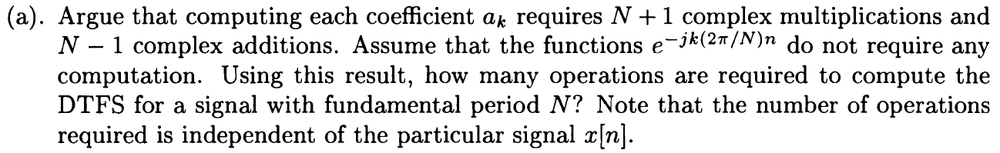 (a). Argue that computing each coefficient $a_k$ requires $N + 1$ complex multiplications and
$N - 1$ complex additions. Assume that the functions $e^{-jk(2\pi/N)n}$ do not require any
computation. Using this result, how many operations are required to compute the
DTFS for a signal with fundamental period $N$? Note that the number of operations
required is independent of the particular signal $x[n]$.